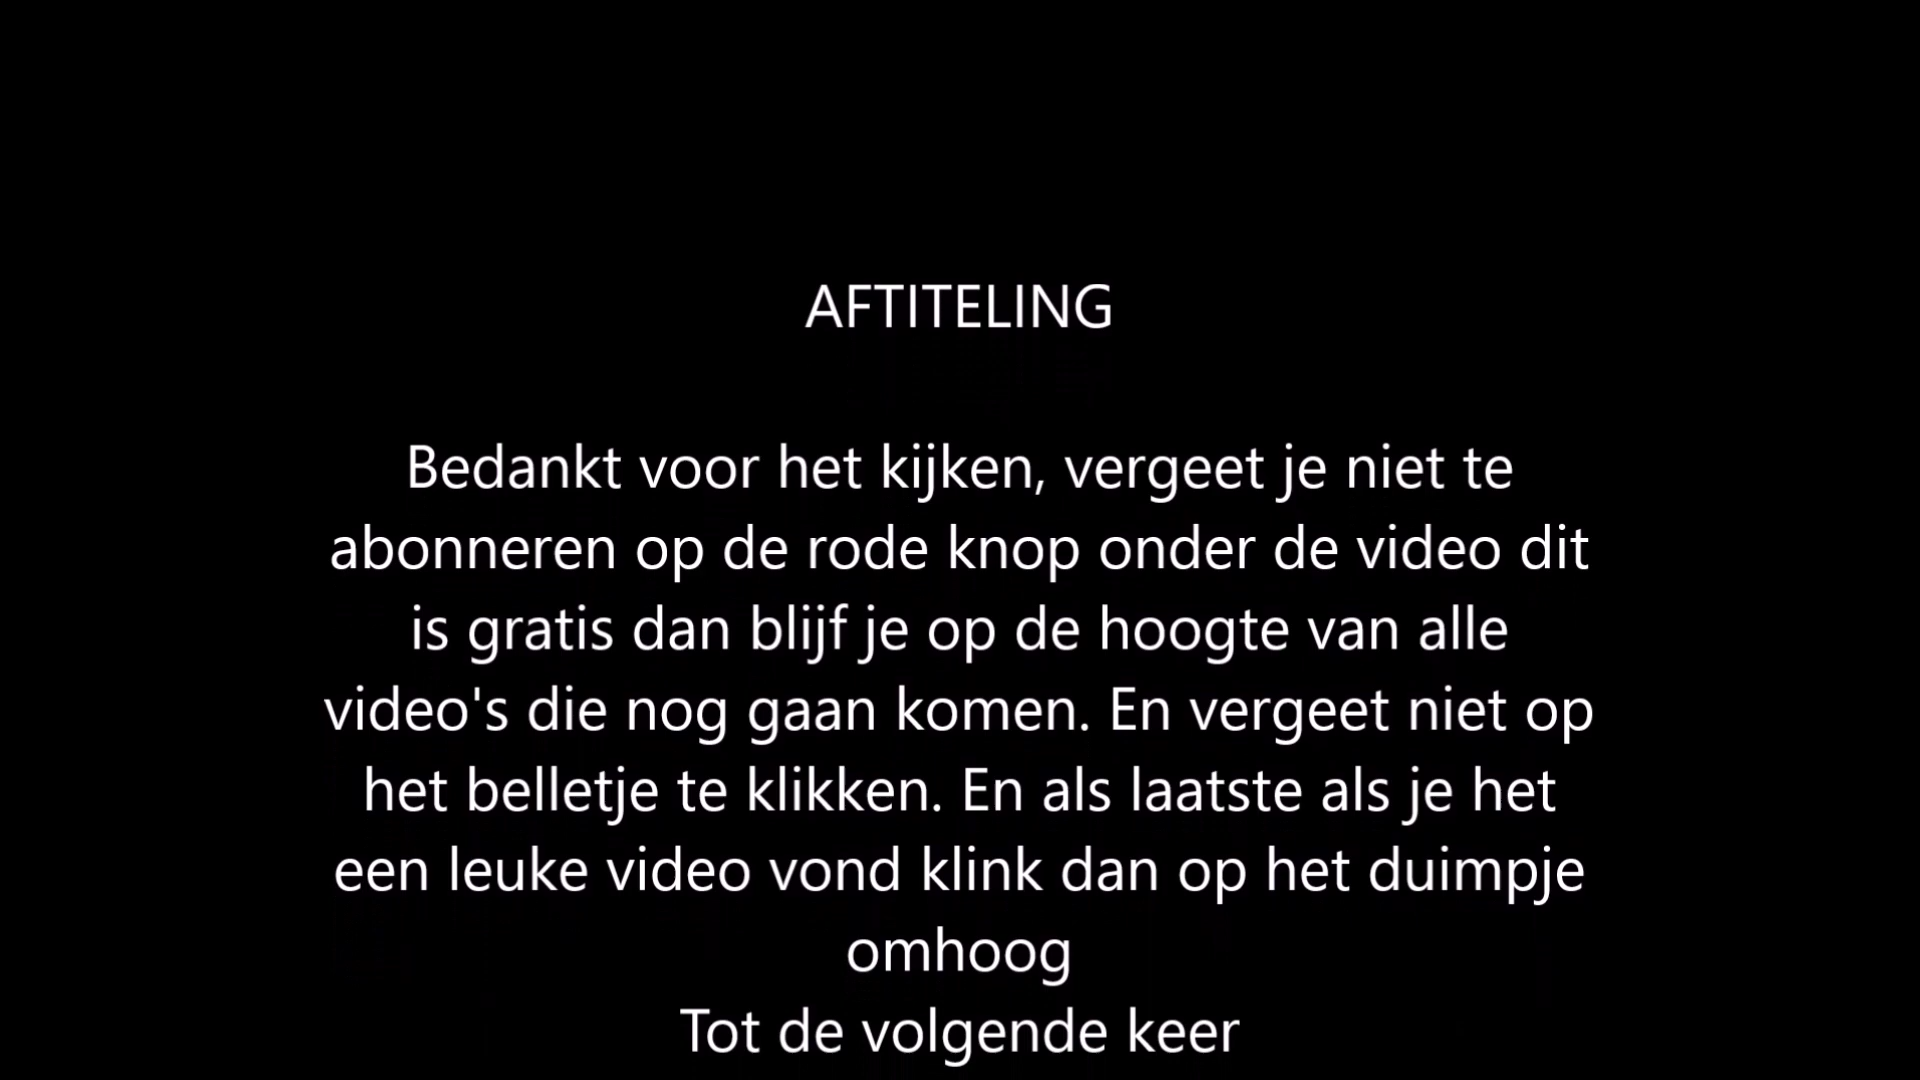 AFTITELING
Bedankt voor het kijken, vergeet je niet te
abonneren op de rode knop onder de video dit
is gratis dan blijf je op de hoogte van alle
video's die nog gaan komen. En vergeet niet op
het belletje te klikken. En als laatste als je het
een leuke video vond klink dan op het duimpje
omhoog
Tot de volgende keer